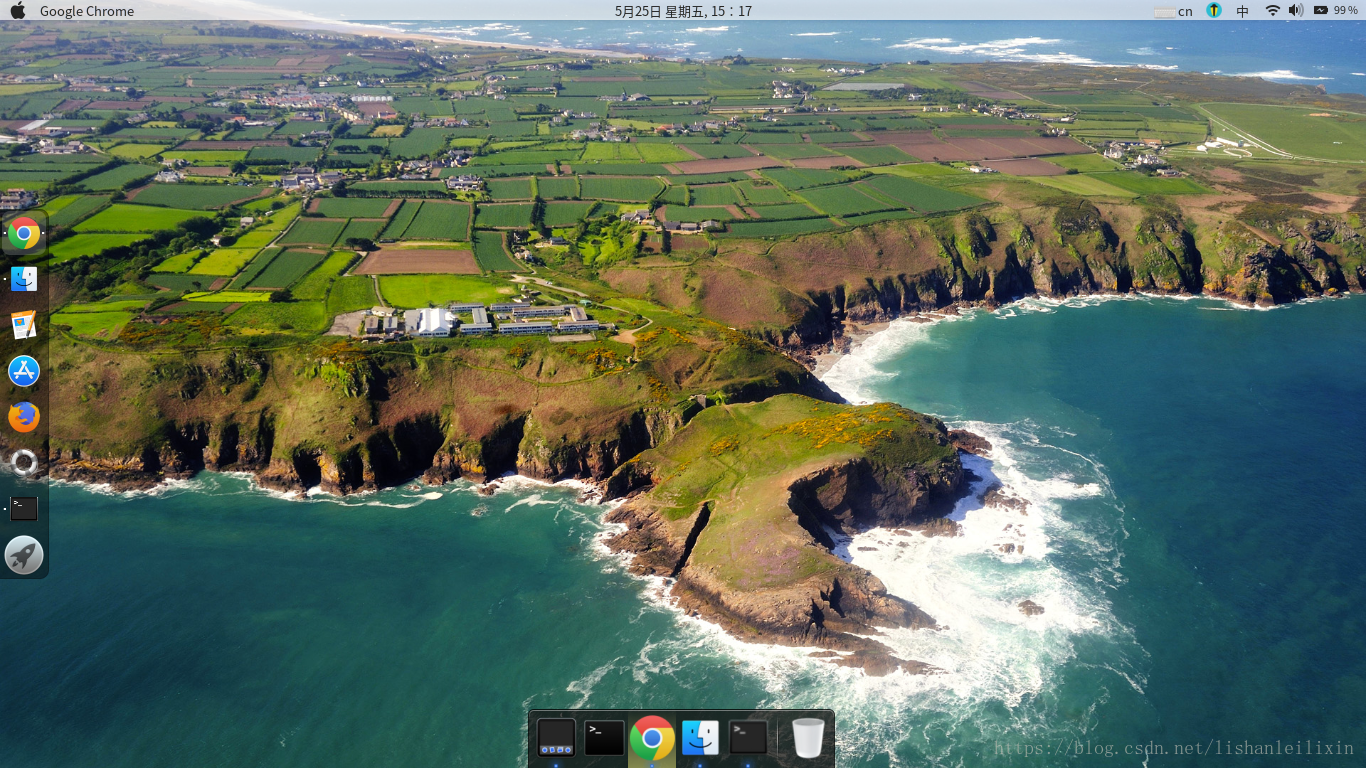 Google Chrome
5月25日 星期五, 15：17
cn
中
99%
>_
>_
>_
https://blog.csdn.net/lishanleilixin